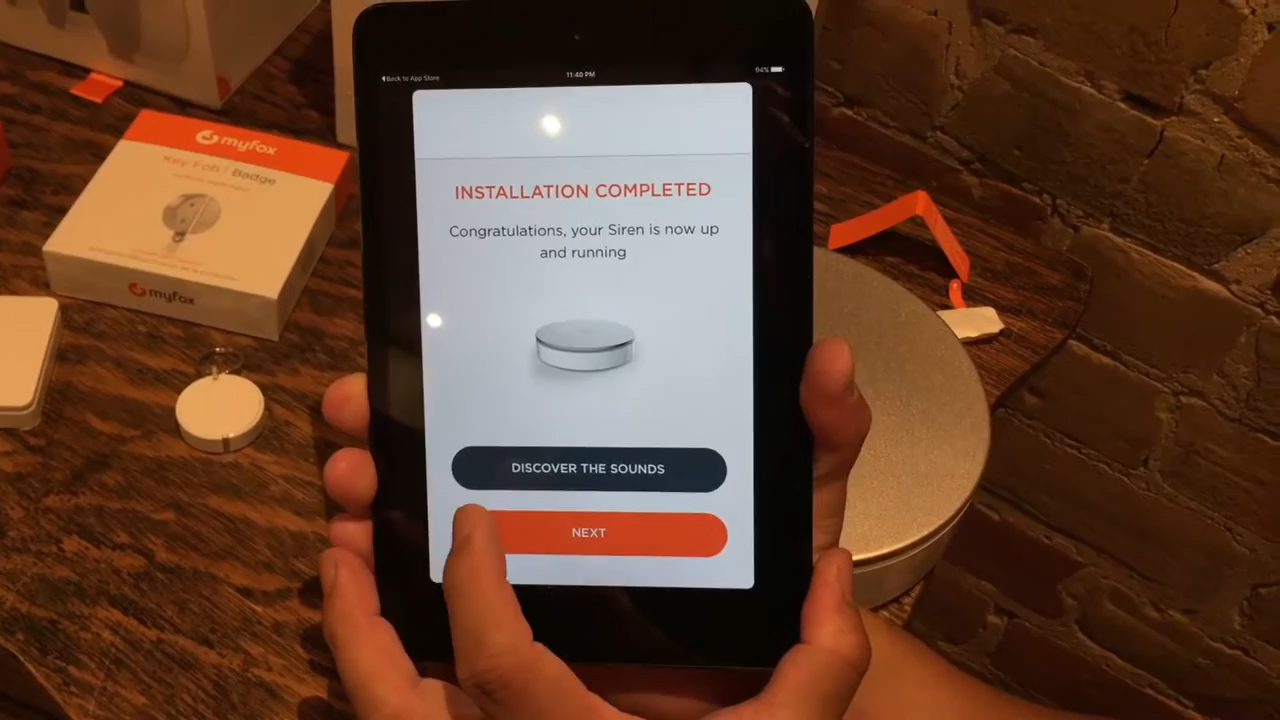 Back to App Store
11:40 PM
94%
INSTALLATION COMPLETED
Congratulations, your Siren is now up
and running
DISCOVER THE SOUNDS
NEXT
myfox
Key Fob / Badge
myfox